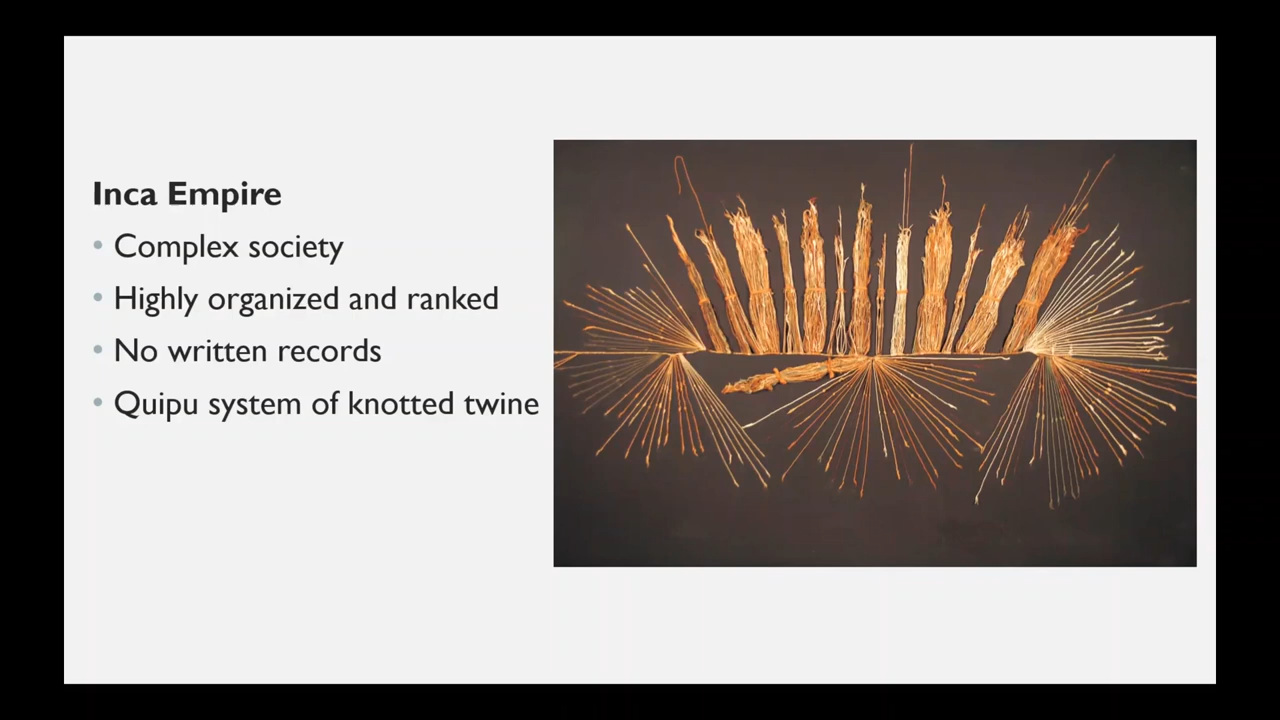 Inca Empire
• Complex society
• Highly organized and ranked
• No written records
• Quipu system of knotted twine